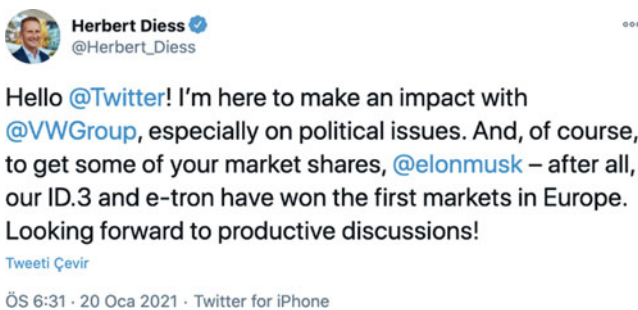 Herbert Diess
@Herbert_Diess
Hello @Twitter! I'm here to make an impact with
@VWGroup, especially on political issues. And, of course,
to get some of your market shares, @elonmusk – after all,
our ID.3 and e-tron have won the first markets in Europe.
Looking forward to productive discussions!
Tweeti Çevir
ÖS 6:31 · 20 Oca 2021 · Twitter for iPhone